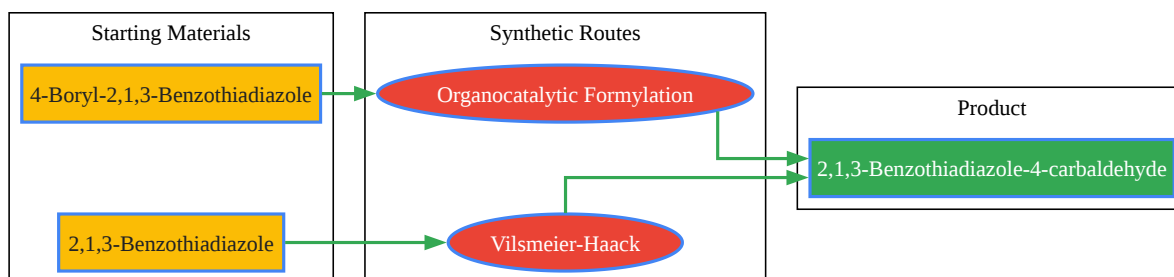 Starting Materials
Synthetic Routes
Product
4-Boryl-2,1,3-Benzothiadiazole
Organocatalytic Formylation
2,1,3-Benzothiadiazole-4-carbaldehyde
2,1,3-Benzothiadiazole
Vilsmeier-Haack